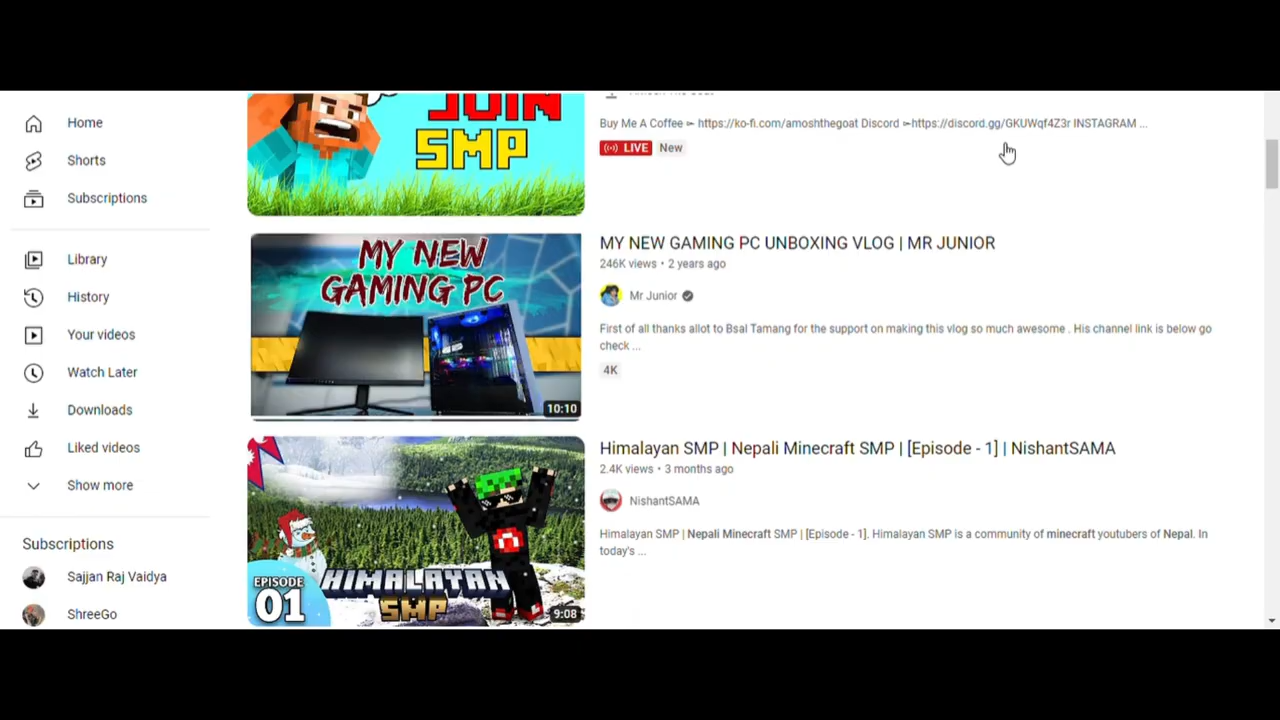 Home
Shorts
Subscriptions
Library
History
Your videos
Watch Later
Downloads
Liked videos
Show more
Subscriptions
Sajjan Raj Vaidya
ShreeGo
JOIN
SMP
Buy Me A Coffee ➳ https://ko-fi.com/amoshthegoat Discord ➳https://discord.gg/GKUWqf4Z3r INSTAGRAM ...
LIVE New
MY NEW
GAMING PC
10:10
MY NEW GAMING PC UNBOXING VLOG | MR JUNIOR
246K views • 2 years ago
Mr Junior
First of all thanks allot to Bsal Tamang for the support on making this vlog so much awesome . His channel link is below go
check ...
4K
EPISODE
01
HIMALAYAN
SMP
9:08
Himalayan SMP | Nepali Minecraft SMP | [Episode - 1] | NishantSAMA
2.4K views • 3 months ago
NishantSAMA
Himalayan SMP | Nepali Minecraft SMP | [Episode - 1]. Himalayan SMP is a community of minecraft youtubers of Nepal. In
today's ...